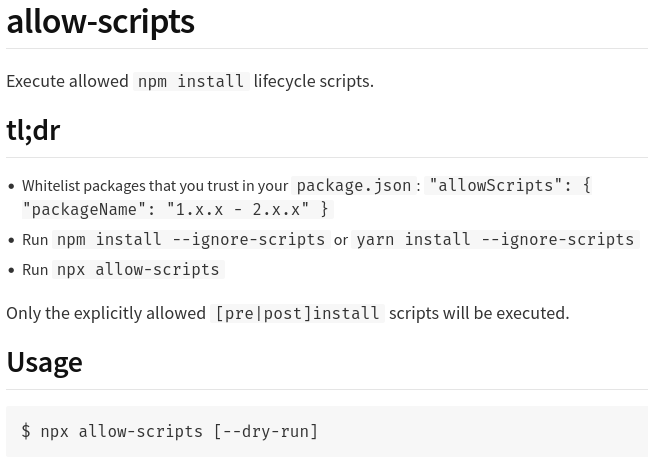 allow-scripts
Execute allowed npm install lifecycle scripts.
tl;dr
• Whitelist packages that you trust in your package.json : "allowScripts": {
"packageName": "1.x.x - 2.x.x" }
• Run npm install --ignore-scripts or yarn install --ignore-scripts
• Run npx allow-scripts
Only the explicitly allowed [pre|post]install scripts will be executed.
Usage
$ npx allow-scripts [--dry-run]